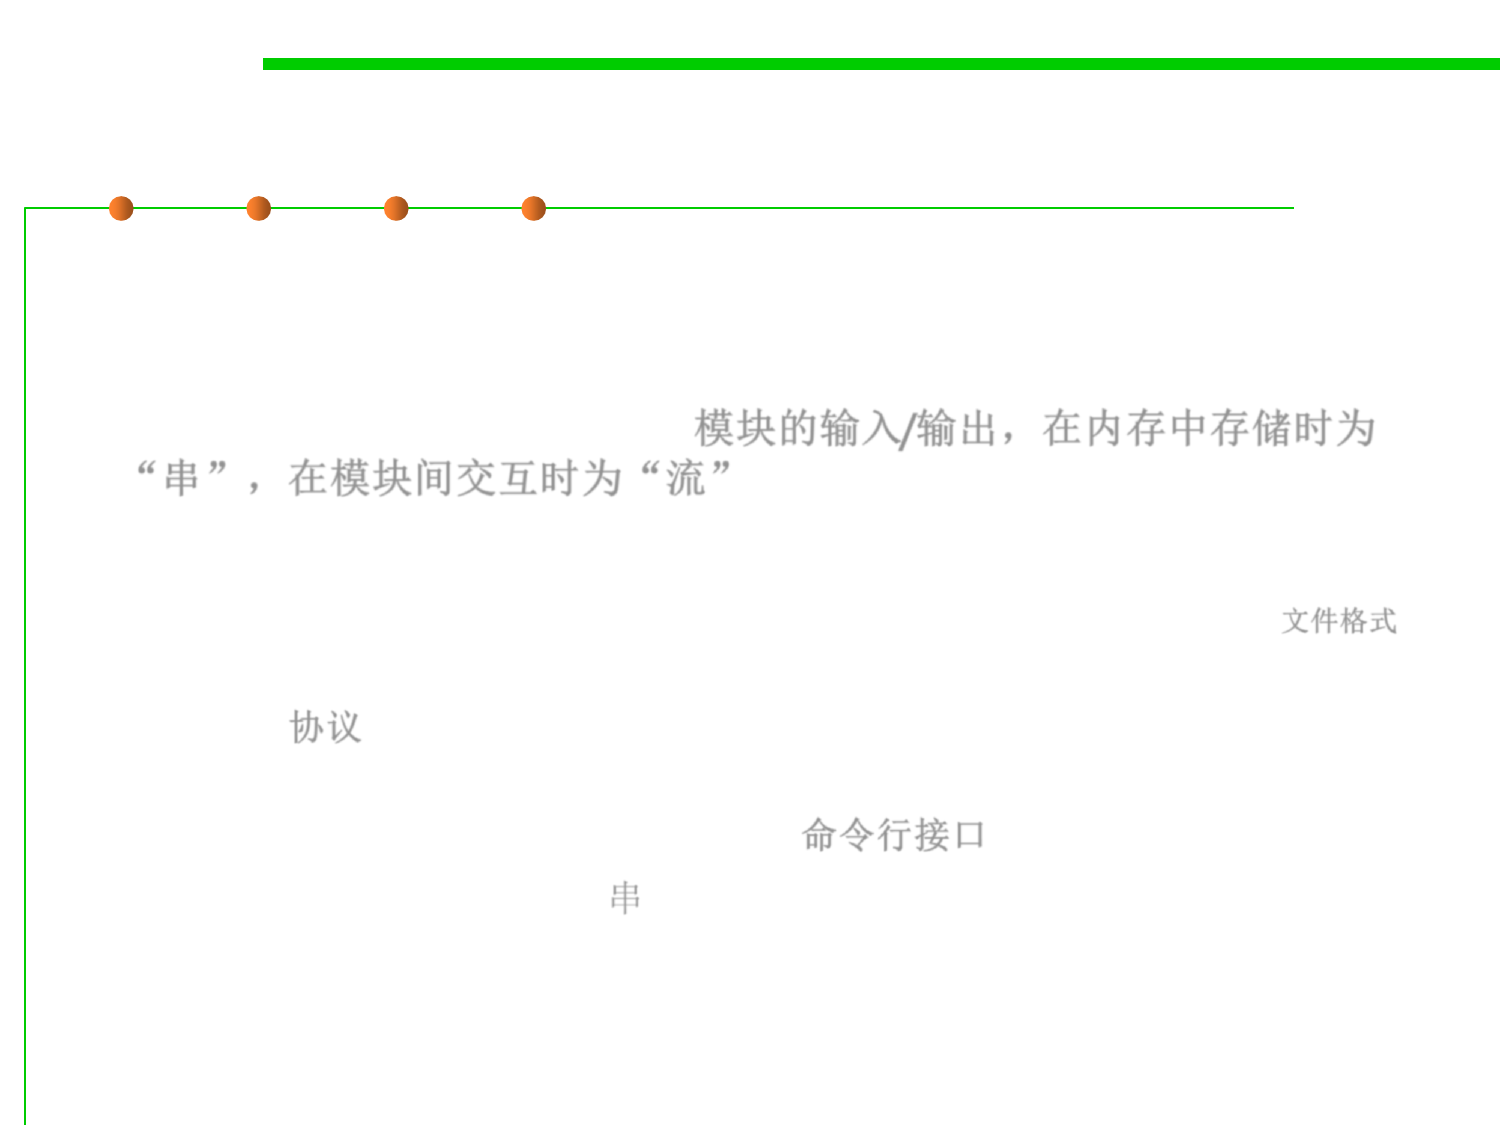 模块的输入/输出，在内存中存储时为
“串”，在模块间交互时为“流”
文件格式
协议
命令行接口
串